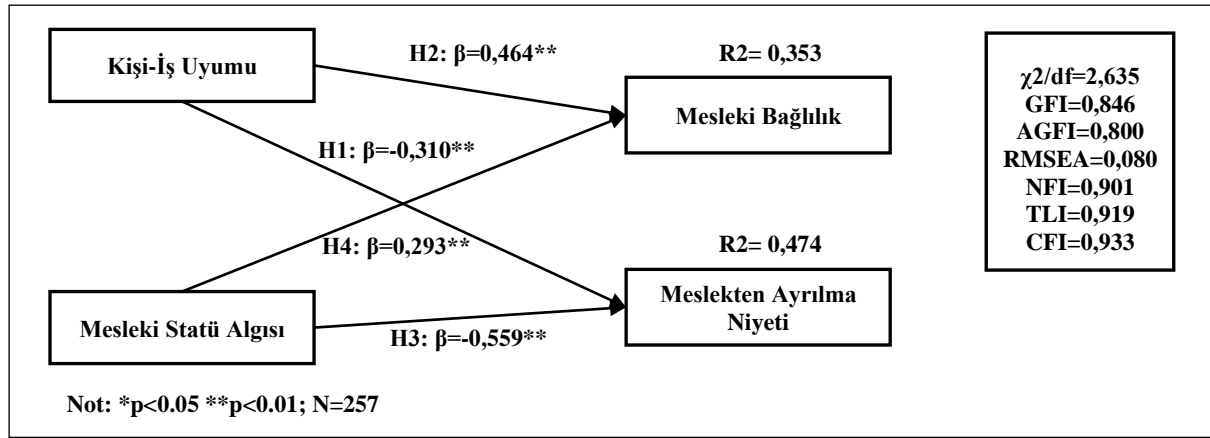 Kişi-İş Uyumu
H2: β=0,464**
R2= 0,353
Mesleki Bağlılık
H1: β=-0,310**
H4: β=0,293**
R2= 0,474
Mesleki Statü Algısı
H3: β=-0,559**
Meslekten Ayrılma
Niyeti
χ2/df=2,635
GFI=0,846
AGFI=0,800
RMSEA=0,080
NFI=0,901
TLI=0,919
CFI=0,933
Not: *p<0.05 **p<0.01; N=257